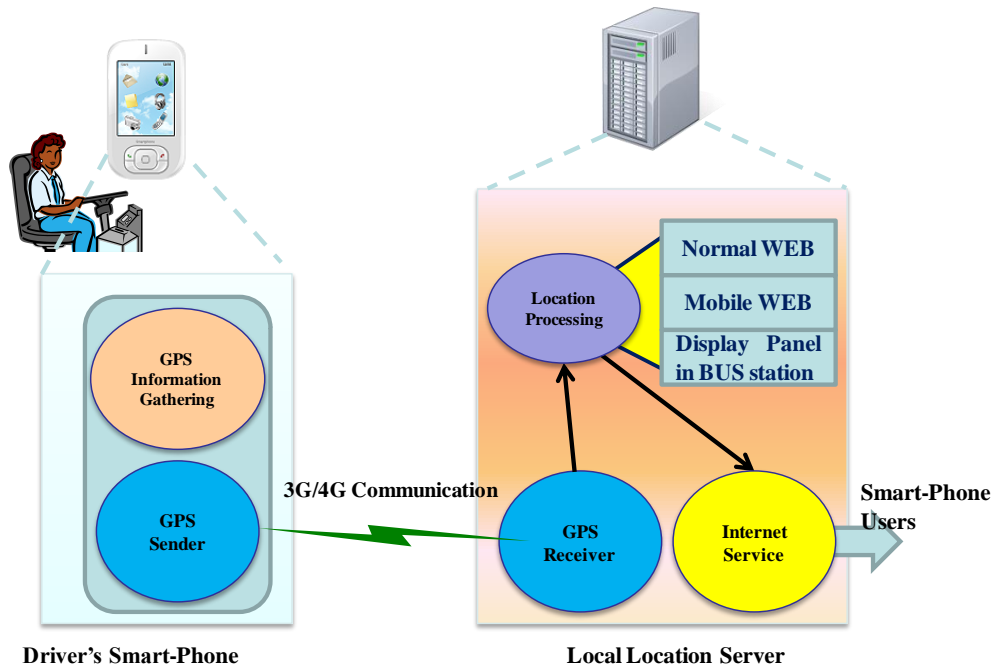 GPS
Information
Gathering
GPS
Sender
Driver's Smart-Phone
3G/4G Communication
Location
Processing
Normal WEB
Mobile WEB
Display Panel
in BUS station
GPS
Receiver
Internet
Service
Smart-Phone
Users
Local Location Server